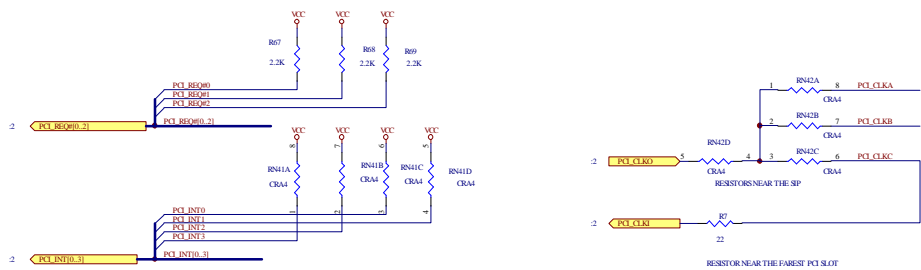 VCC VCC VCC
R67 R68 R69
2.2K 2.2K 2.2K
PCI_REQ#0
PCI_REQ#1
PCI_REQ#2
:2 PCI_REQ#[0..2] PCI_REQ#[0..2]
VCC VCC VCC VCC
8 7 6 5
RN41A RN41B RN41C RN41D
CRA4 CRA4 CRA4 CRA4
1 2 3 4
PCI_INT0
PCI_INT1
PCI_INT2
PCI_INT3
:2 PCI_INT[0..3] PCI_INT[0..3]
RN42A
1 8 PCI_CLKA
CRA4
RN42B
2 7 PCI_CLKB
CRA4
RN42D RN42C
:2 PCI_CLKO 5 4 3 6 PCI_CLKC
CRA4 CRA4
RESISTORS NEAR THE SIP
:2 PCI_CLKI R7
22
RESISTOR NEAR THE FAREST PCI SLOT